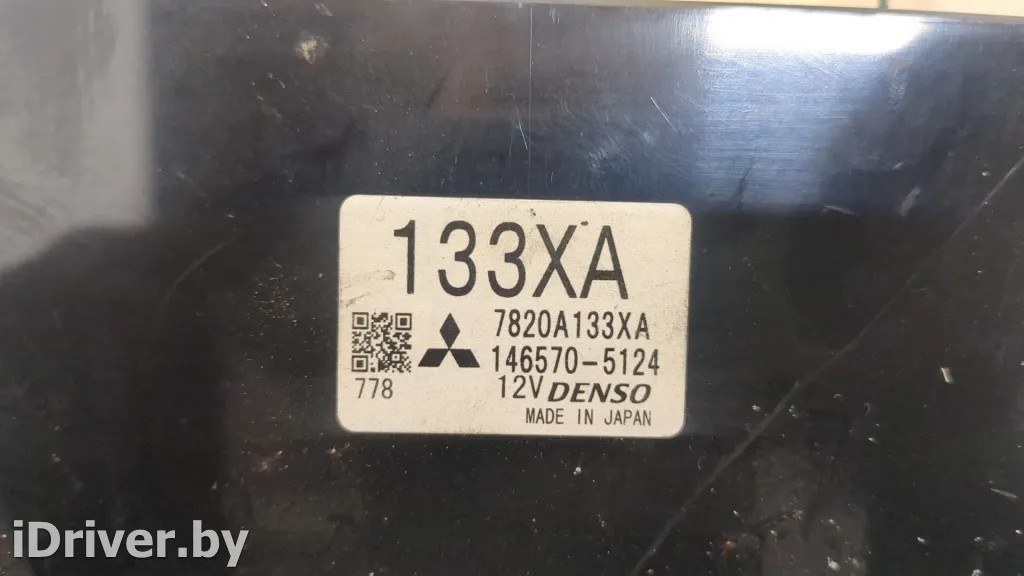 133XA
7820A133XA
146570-5124
778
12V DENSO
MADE IN JAPAN
iDriver.by